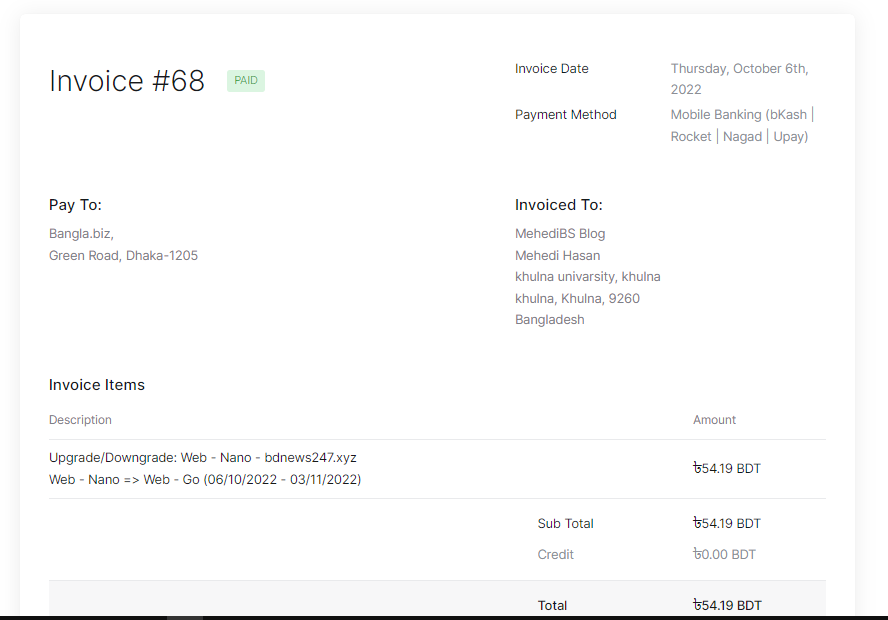 Invoice #68
PAID
Invoice Date
Thursday, October 6th,
2022
Payment Method
Mobile Banking (bKash |
Rocket | Nagad | Upay)
Pay To:
Bangla.biz,
Green Road, Dhaka-1205
Invoiced To:
MehediBS Blog
Mehedi Hasan
khulna univarsity, khulna
khulna, Khulna, 9260
Bangladesh
Invoice Items
Description
Amount
Upgrade/Downgrade: Web - Nano - bdnews247.xyz
Web - Nano => Web - Go (06/10/2022 - 03/11/2022)
৳54.19 BDT
Sub Total
৳54.19 BDT
Credit
৳0.00 BDT
Total
৳54.19 BDT